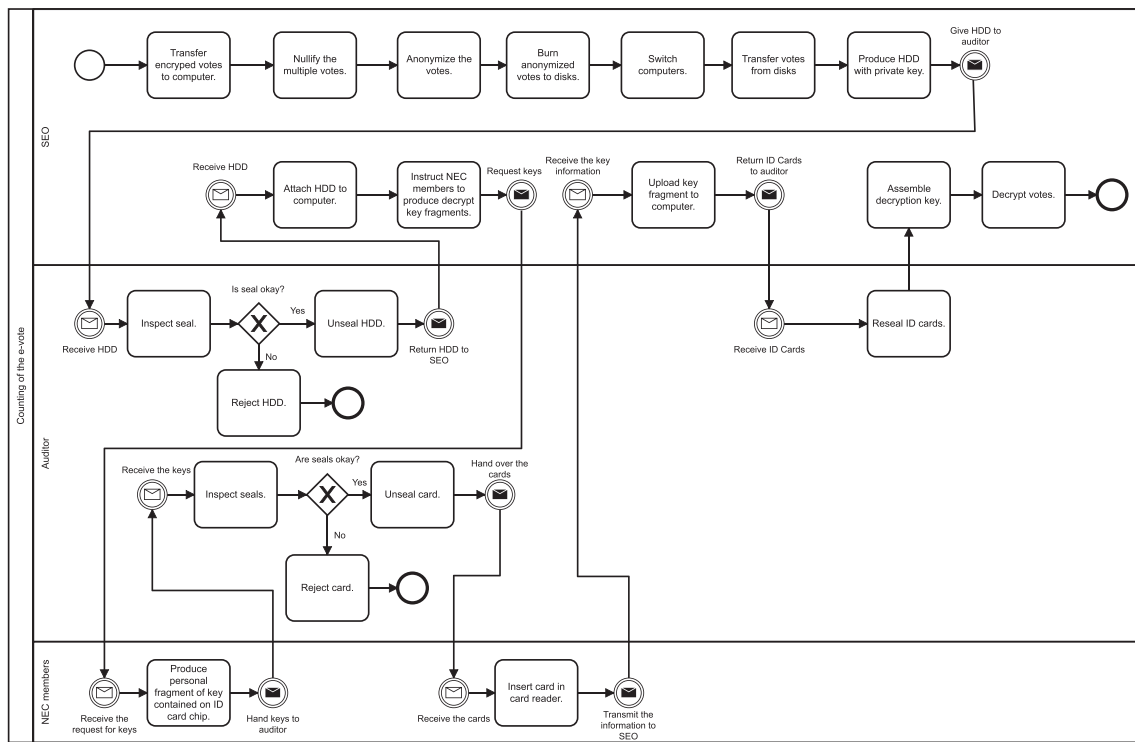 Counting of the e-vote
SEO
Transfer
encryped votes
to computer.
Nullify the
multiple votes.
Anonymize the
votes.
Burn
anonymized
votes to disks.
Switch
computers.
Transfer votes
from disks
Produce HDD
with private key.
Give HDD to
auditor
Receive HDD
Attach HDD to
computer.
Instruct NEC
members to
produce decrypt
key fragments.
Request keys
Receive the key
information
Upload key
fragment to
computer.
Return ID Cards
to auditor
Assemble
decryption key.
Decrypt votes.
Auditor
Receive HDD
Inspect seal.
Is seal okay?
X
Yes
No
Unseal HDD.
Return HDD to
SEO
Reject HDD.
Receive ID Cards
Reseal ID cards.
Receive the keys
Inspect seals.
Are seals okay?
X
Yes
No
Unseal card.
Hand over the
cards
Reject card.
NEC members
Receive the
request for keys
Produce
personal
fragment of key
contained on ID
card chip.
Hand keys to
auditor
Receive the cards
Insert card in
card reader.
Transmit the
information to
SEO